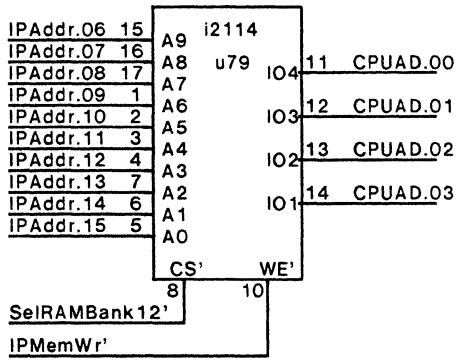 IPAddr.06 15 A9 i2114
IPAddr.07 16 A8 u79
IPAddr.08 17 A7 IO4 11 CPUAD.00
IPAddr.09 1 A6
IPAddr.10 2 A5 IO3 12 CPUAD.01
IPAddr.11 3 A4
IPAddr.12 4 A3 IO2 13 CPUAD.02
IPAddr.13 7 A2
IPAddr.14 6 A1 IO1 14 CPUAD.03
IPAddr.15 5 A0
CS' WE'
8 10
SelRAMBank12'
IPMemWr'